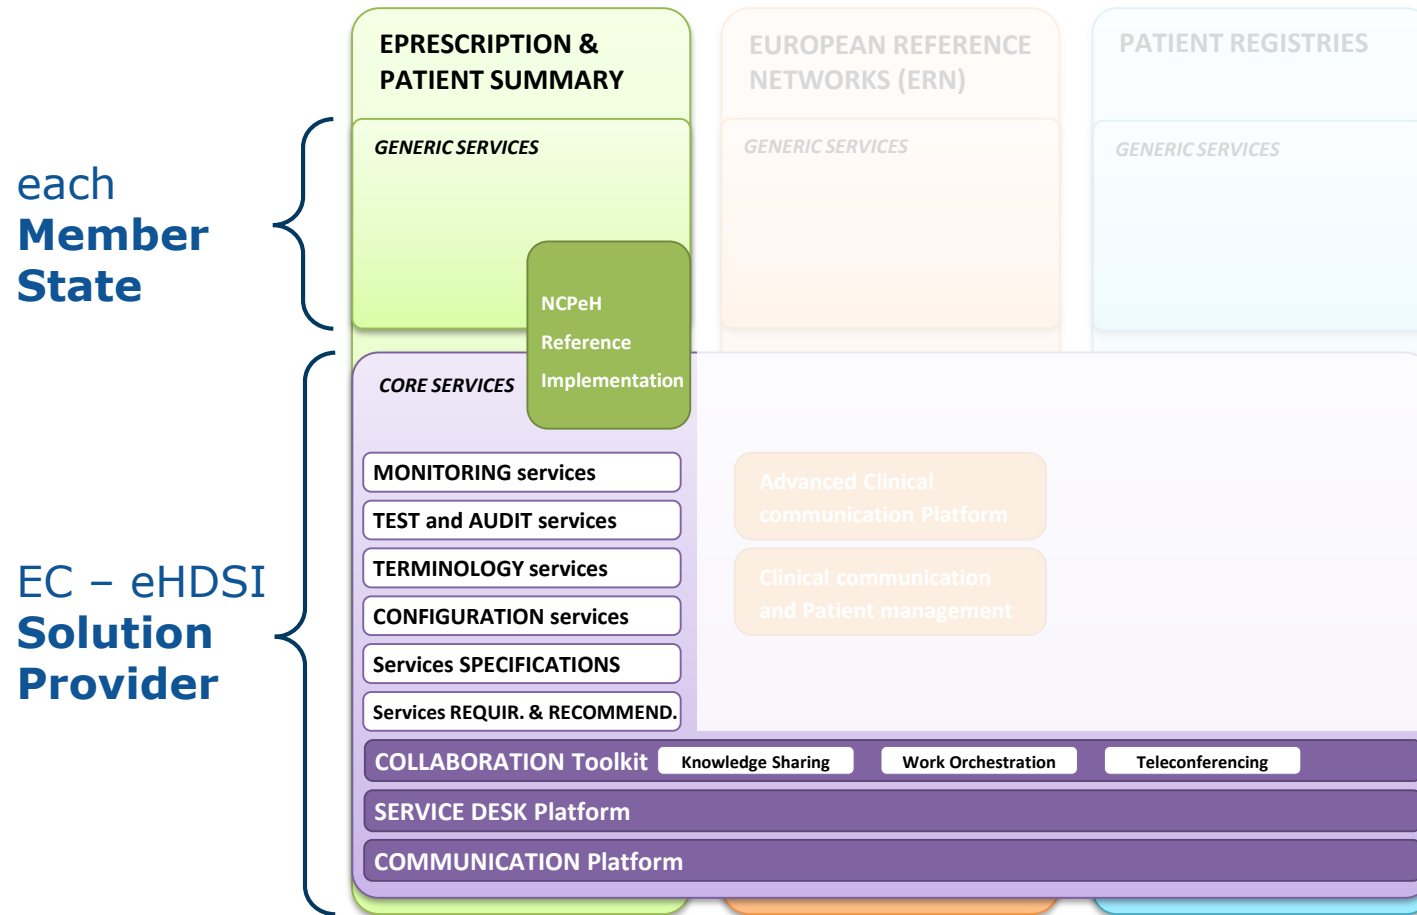 EPRESCRIPTION &
PATIENT SUMMARY
EUROPEAN REFERENCE
NETWORKS (ERN)
PATIENT REGISTRIES
each
Member
State
GENERIC SERVICES
GENERIC SERVICES
GENERIC SERVICES
NCPeH
Reference
Implementation
EC – eHDSI
Solution
Provider
CORE SERVICES
MONITORING services
TEST and AUDIT services
TERMINOLOGY services
CONFIGURATION services
Services SPECIFICATIONS
Services REQUIR. & RECOMMEND.
Advanced Clinical
communication Platform
Clinical communication
and Patient management
COLLABORATION Toolkit
Knowledge Sharing
Work Orchestration
Teleconferencing
SERVICE DESK Platform
COMMUNICATION Platform